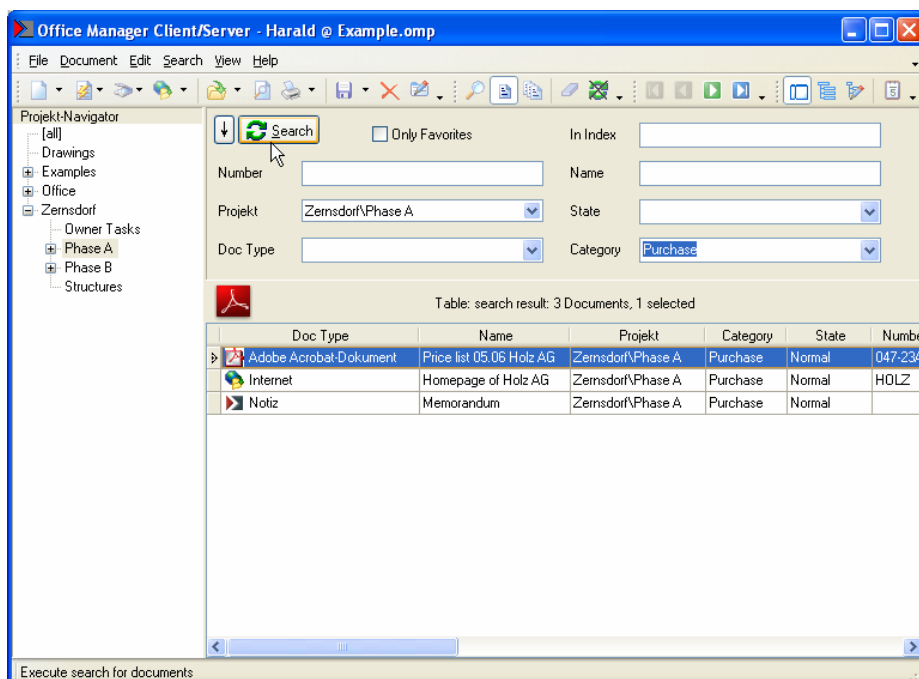 Office Manager Client/Server - Harald @ Example.omp
File Document Edit Search View Help
Projekt-Navigator
[all]
Drawings
Examples
Office
Zernsdorf
Owner Tasks
Phase A
Phase B
Structures
Search
Only Favorites
In Index
Number
Name
Projekt Zernsdorf\Phase A
State
Doc Type
Category Purchase
Table: search result: 3 Documents, 1 selected
Doc Type Name Projekt Category State Numbe
Adobe Acrobat-Dokument Price list 05.06 Holz AG Zernsdorf\Phase A Purchase Normal 047-234
Internet Homepage of Holz AG Zernsdorf\Phase A Purchase Normal HOLZ
Notiz Memorandum Zernsdorf\Phase A Purchase Normal
Execute search for documents